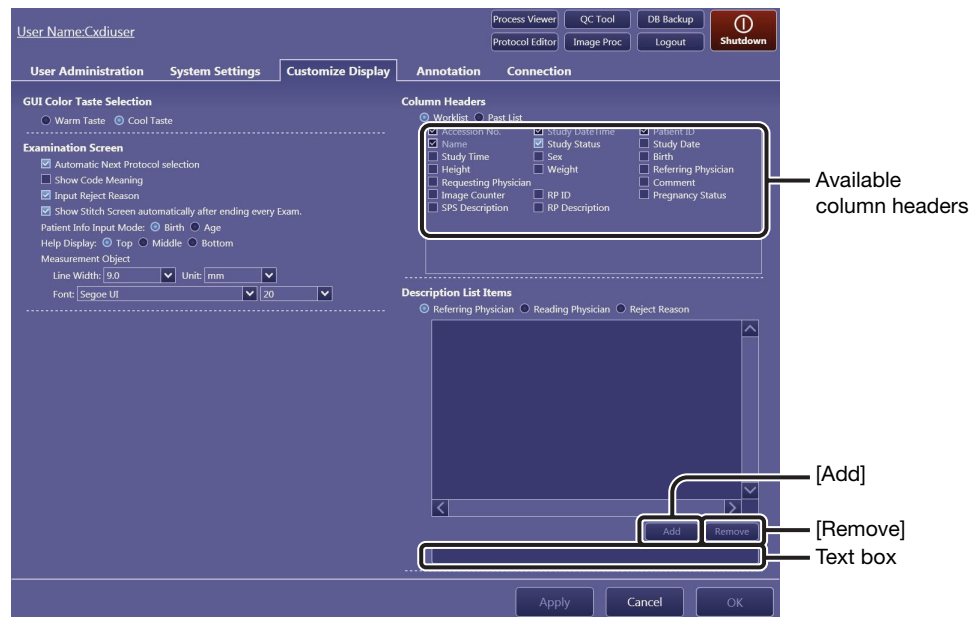 User Name:Cxdiuser
Process Viewer QC Tool DB Backup
Protocol Editor Image Proc Logout
Shutdown
User Administration System Settings Customize Display Annotation Connection
GUI Color Taste Selection
Warm Taste Cool Taste
Examination Screen
Automatic Next Protocol selection
Show Code Meaning
Input Reject Reason
Show Stitch Screen automatically after ending every Exam.
Patient Info Input Mode: Birth Age
Help Display: Top Middle Bottom
Measurement Object
Line Width: 9.0 Unit: mm
Font: Segoe UI 20
Column Headers
Worklist Past List
Accession No. Study DateTime Patient ID
Name Study Status Study Date
Study Time Sex Birth
Height Weight Referring Physician
Requesting Physician Comment
Image Counter RP ID Pregnancy Status
SPS Description RP Description
Description List Items
Referring Physician Reading Physician Reject Reason
Add Remove
Apply Cancel OK
Available
column headers
[Add]
[Remove]
Text box